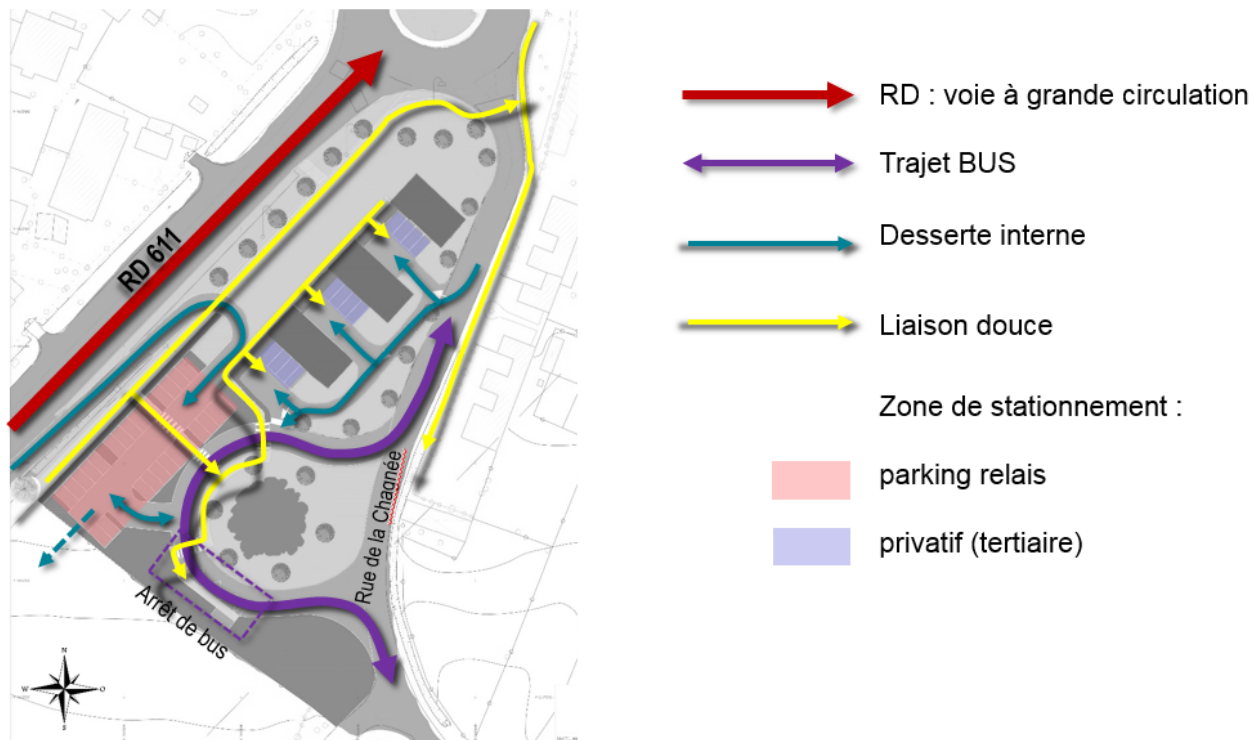 RD 611
Rue de la Chagnée
Arrêt de bus
N
W
O
S
RD : voie à grande circulation
Trajet BUS
Desserte interne
Liaison douce
Zone de stationnement :
parking relais
privatif (tertiaire)